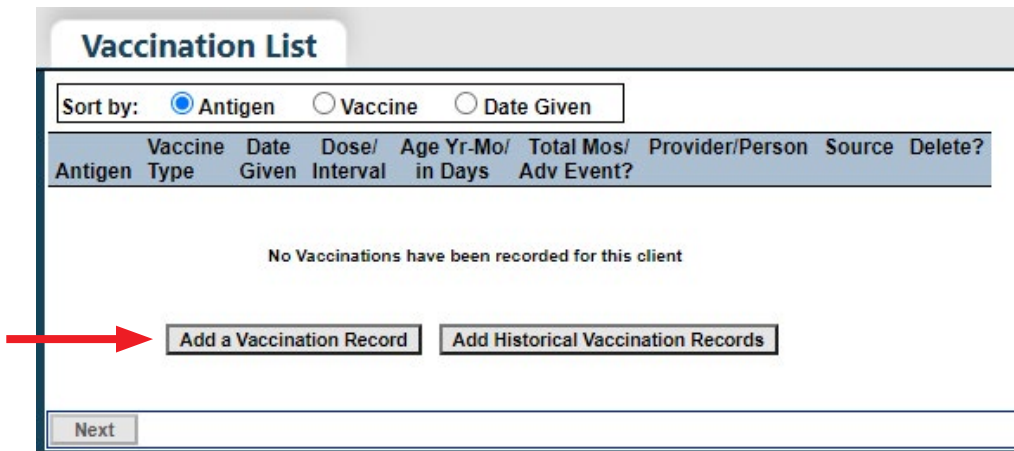 Vaccination List
Sort by: Antigen Vaccine Date Given
Vaccine Date Dose/ Age Yr-Mo/ Total Mos/ Provider/Person Source Delete?
Antigen Type Given Interval in Days Adv Event?
No Vaccinations have been recorded for this client
Add a Vaccination Record Add Historical Vaccination Records
Next